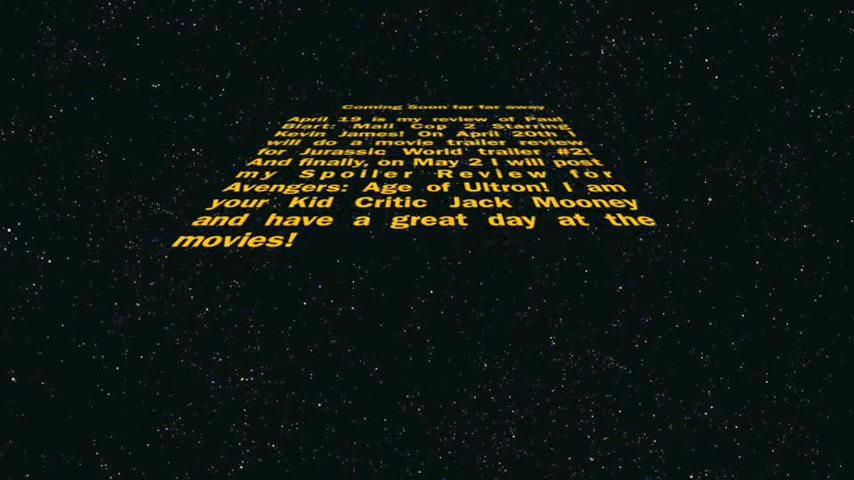 Coming Soon far far away
April 19 is my review of Paul
Blart: Mall Cop 2 Starring
Kevin James! On April 20th I
will do a movie trailer review
for Jurassic World trailer #2!
And finally, on May 2 I will post
my Spoiler Review for
Avengers: Age of Ultron! I am
your Kid Critic Jack Mooney
and have a great day at the
movies!